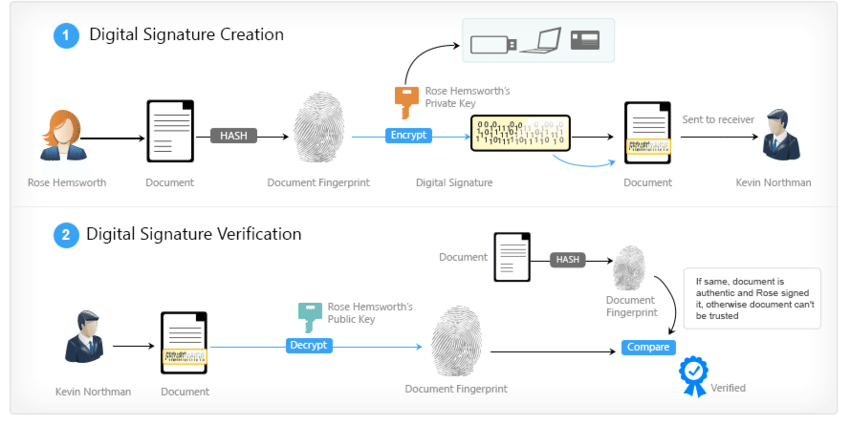 1 Digital Signature Creation
Rose Hemsworth's
Private Key
HASH
Encrypt
Sent to receiver
Rose Hemsworth
Document
Document Fingerprint
Digital Signature
Document
Kevin Northman
2 Digital Signature Verification
Document
HASH
Document
Fingerprint
If same, document is
authentic and Rose signed
it, otherwise document can't
be trusted
Rose Hemsworth's
Public Key
Decrypt
Compare
Kevin Northman
Document
Document Fingerprint
Verified